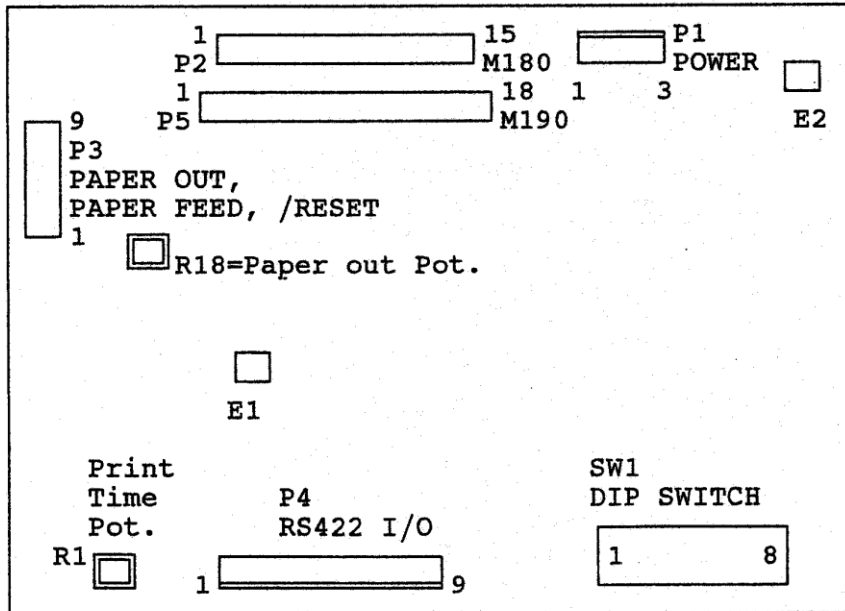 1 15 P1
P2 M180 POWER
1 18 1 3
P5 M190 E2
9
P3
PAPER OUT,
PAPER FEED, /RESET
1
R18=Paper out Pot.
E1
Print
Time
Pot.
R1
P4
RS422 I/O
1 9
SW1
DIP SWITCH
1 8